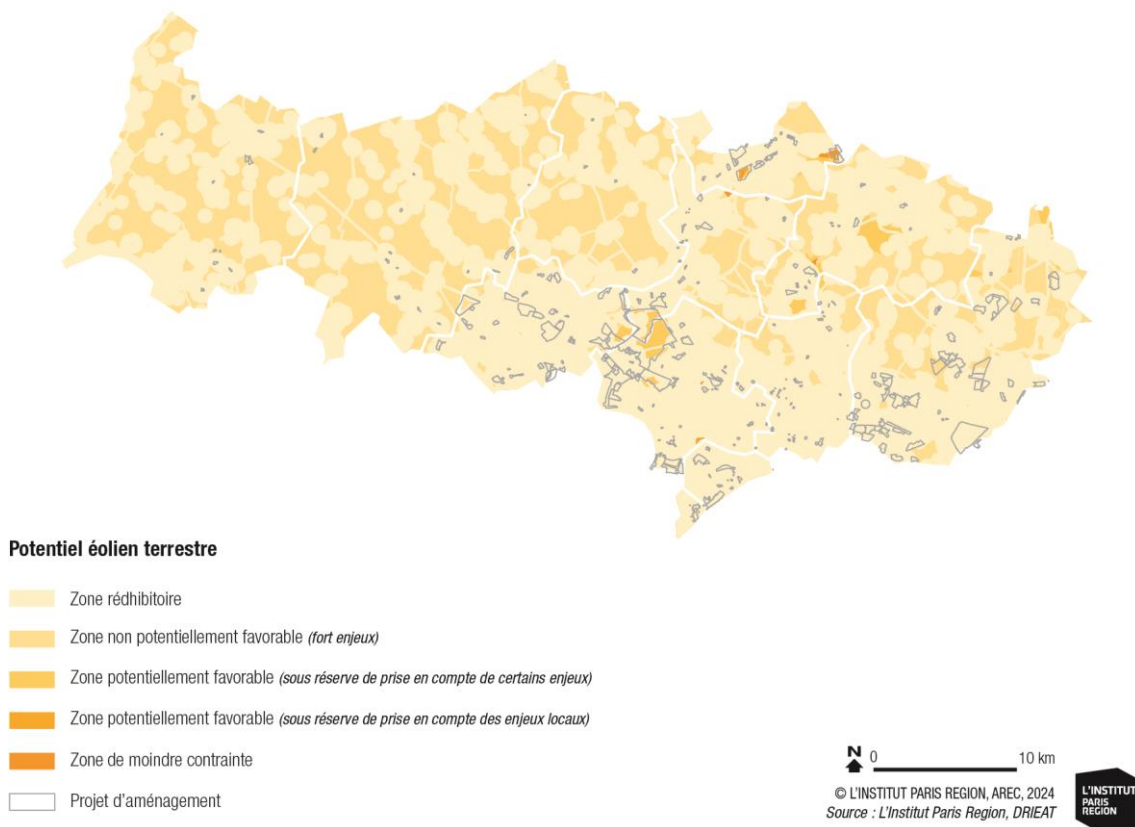 Potentiel éolien terrestre
Zone rédhibitoire
Zone non potentiellement favorable (fort enjeux)
Zone potentiellement favorable (sous réserve de prise en compte de certains enjeux)
Zone potentiellement favorable (sous réserve de prise en compte des enjeux locaux)
Zone de moindre contrainte
Projet d'aménagement
N 0 10 km
© L'INSTITUT PARIS REGION, AREC, 2024
Source : L'Institut Paris Region, DRIEAT
L'INSTITUT
PARIS
REGION